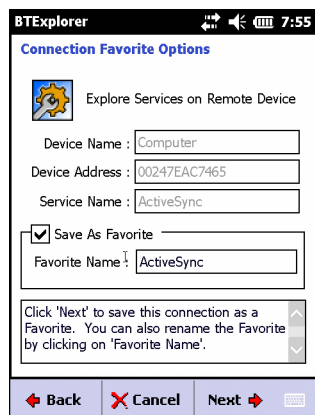 BTExplorer 7:55
Connection Favorite Options
Explore Services on Remote Device
Device Name : Computer
Device Address : 00247EAC7465
Service Name : ActiveSync
Save As Favorite
Favorite Name : ActiveSync
Click 'Next' to save this connection as a
Favorite. You can also rename the Favorite
by clicking on 'Favorite Name'.
Back Cancel Next